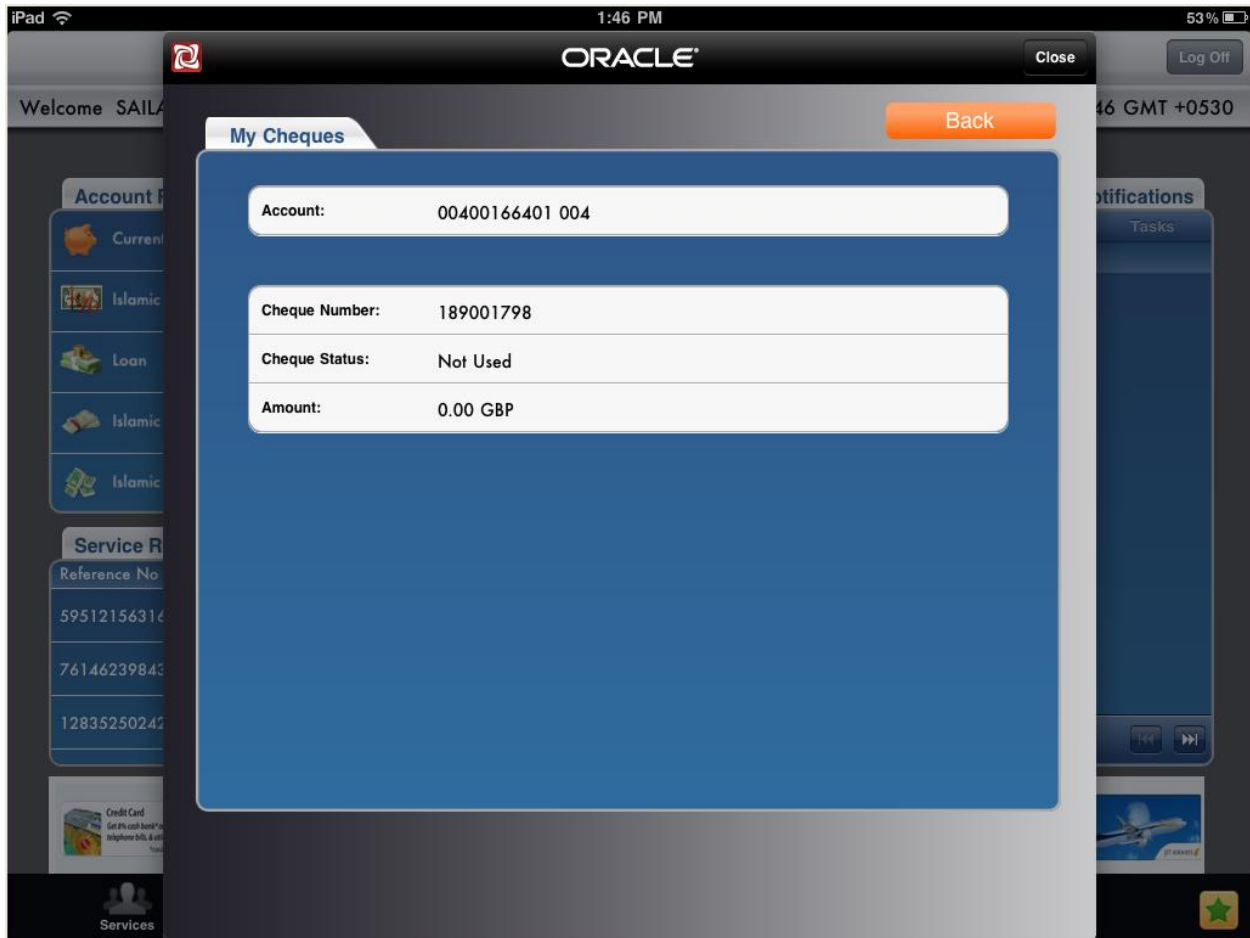 iPad 1:46 PM 53%
ORACLE®
Close
Log Off
Welcome SAILA
46 GMT +0530
Back
My Cheques
Account: 00400166401 004
Cheque Number: 189001798
Cheque Status: Not Used
Amount: 0.00 GBP
Account
Current
Islamic
Loan
Islamic
Islamic
Service R
Reference No
59512156316
76146239843
12835250242
Credit Card
Services
otifications
Tasks